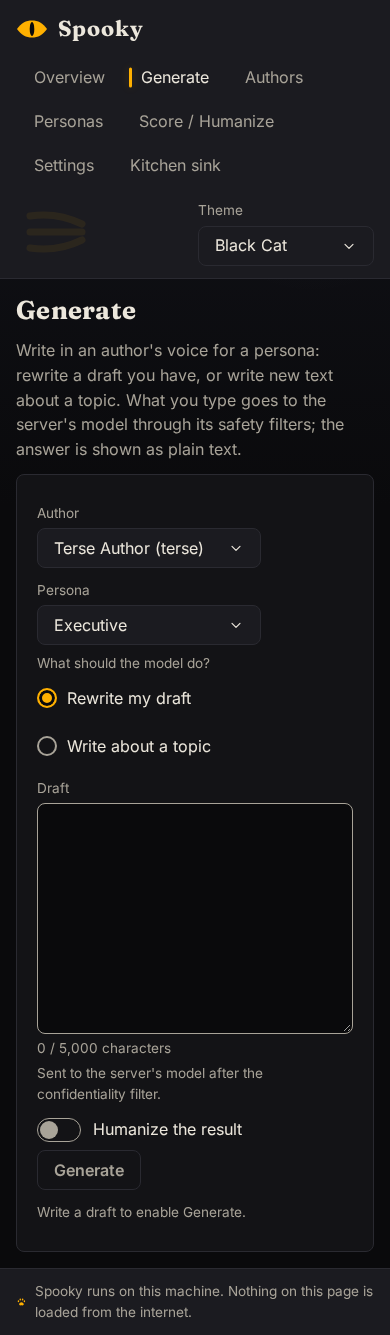 Spooky
Overview Generate Authors
Personas Score / Humanize
Settings Kitchen sink
Theme
Black Cat
Generate
Write in an author's voice for a persona:
rewrite a draft you have, or write new text
about a topic. What you type goes to the
server's model through its safety filters; the
answer is shown as plain text.
Author
Terse Author (terse)
Persona
Executive
What should the model do?
Rewrite my draft
Write about a topic
Draft
0 / 5,000 characters
Sent to the server's model after the
confidentiality filter.
Humanize the result
Generate
Write a draft to enable Generate.
Spooky runs on this machine. Nothing on this page is
loaded from the internet.